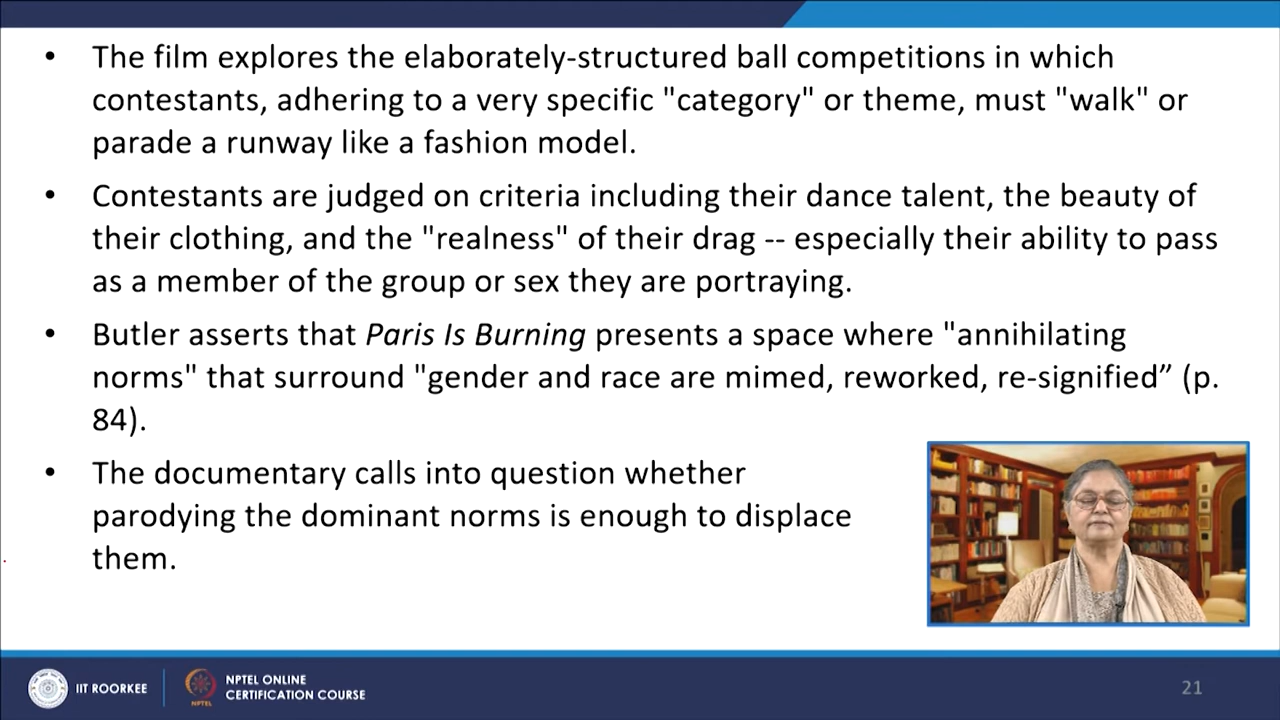 • The film explores the elaborately-structured ball competitions in which
contestants, adhering to a very specific "category" or theme, must "walk" or
parade a runway like a fashion model.
• Contestants are judged on criteria including their dance talent, the beauty of
their clothing, and the "realness" of their drag -- especially their ability to pass
as a member of the group or sex they are portraying.
• Butler asserts that Paris Is Burning presents a space where "annihilating
norms" that surround "gender and race are mimed, reworked, re-signified” (p.
84).
• The documentary calls into question whether
parodying the dominant norms is enough to displace
them.
IIT ROORKEE
NPTEL
NPTEL ONLINE
CERTIFICATION COURSE
21